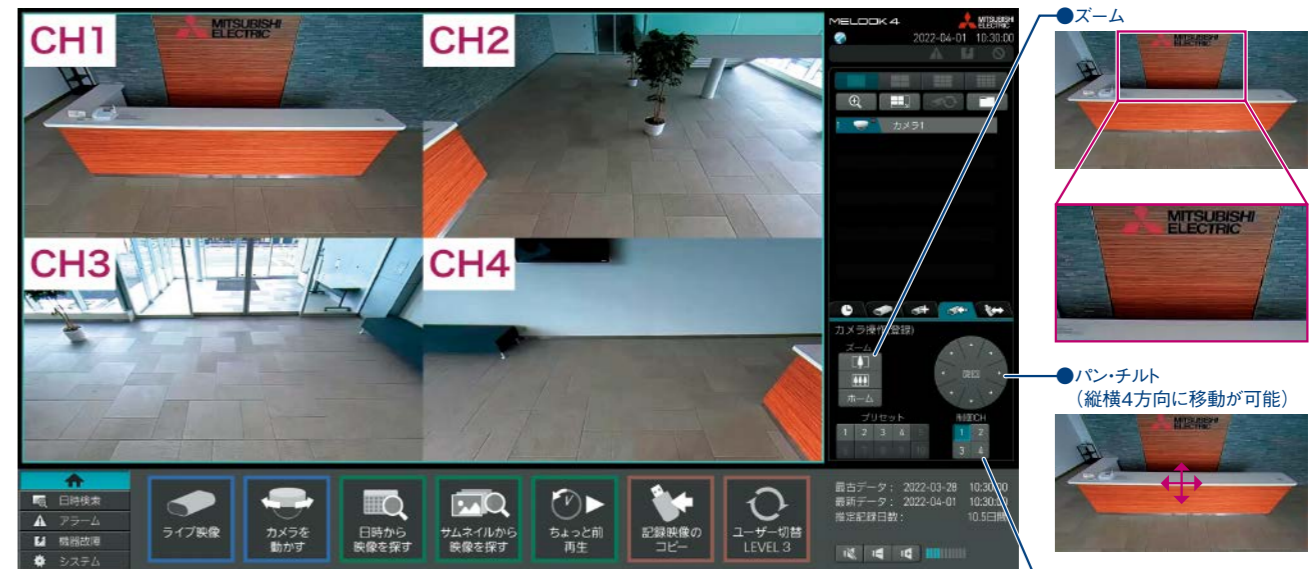 CH1
MITSUBISHI
ELECTRIC
CH2
CH3
CH4
MELOOK 4
MITSUBISHI
ELECTRIC
2022-04-01 10:30:00
1
カメラ1
カメラ操作(登録)
ズーム
ホーム
プリセット
1 2 3 4
制御CH
1 2
3 4
日時検索
アラーム
機器故障
システム
ライブ映像
カメラを
動かす
日時から
映像を探す
サムネイルから
映像を探す
ちょっと前
再生
記録映像の
コピー
ユーザー切替
LEVEL 3
最古データ: 2022-03-28 10:30:00
最新データ: 2022-04-01 10:30:00
推定記録日数: 10.5日間
●ズーム
MITSUBISHI
ELECTRIC
MITSUBISHI
ELECTRIC
●パン・チルト
(縦横4方向に移動が可能)
MITSUBISHI
ELECTRIC